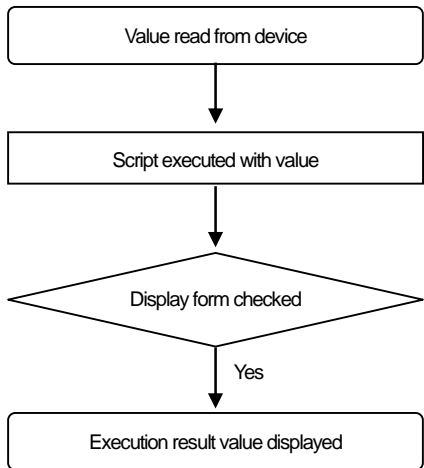 Value read from device
Script executed with value
Display form checked
Yes
Execution result value displayed